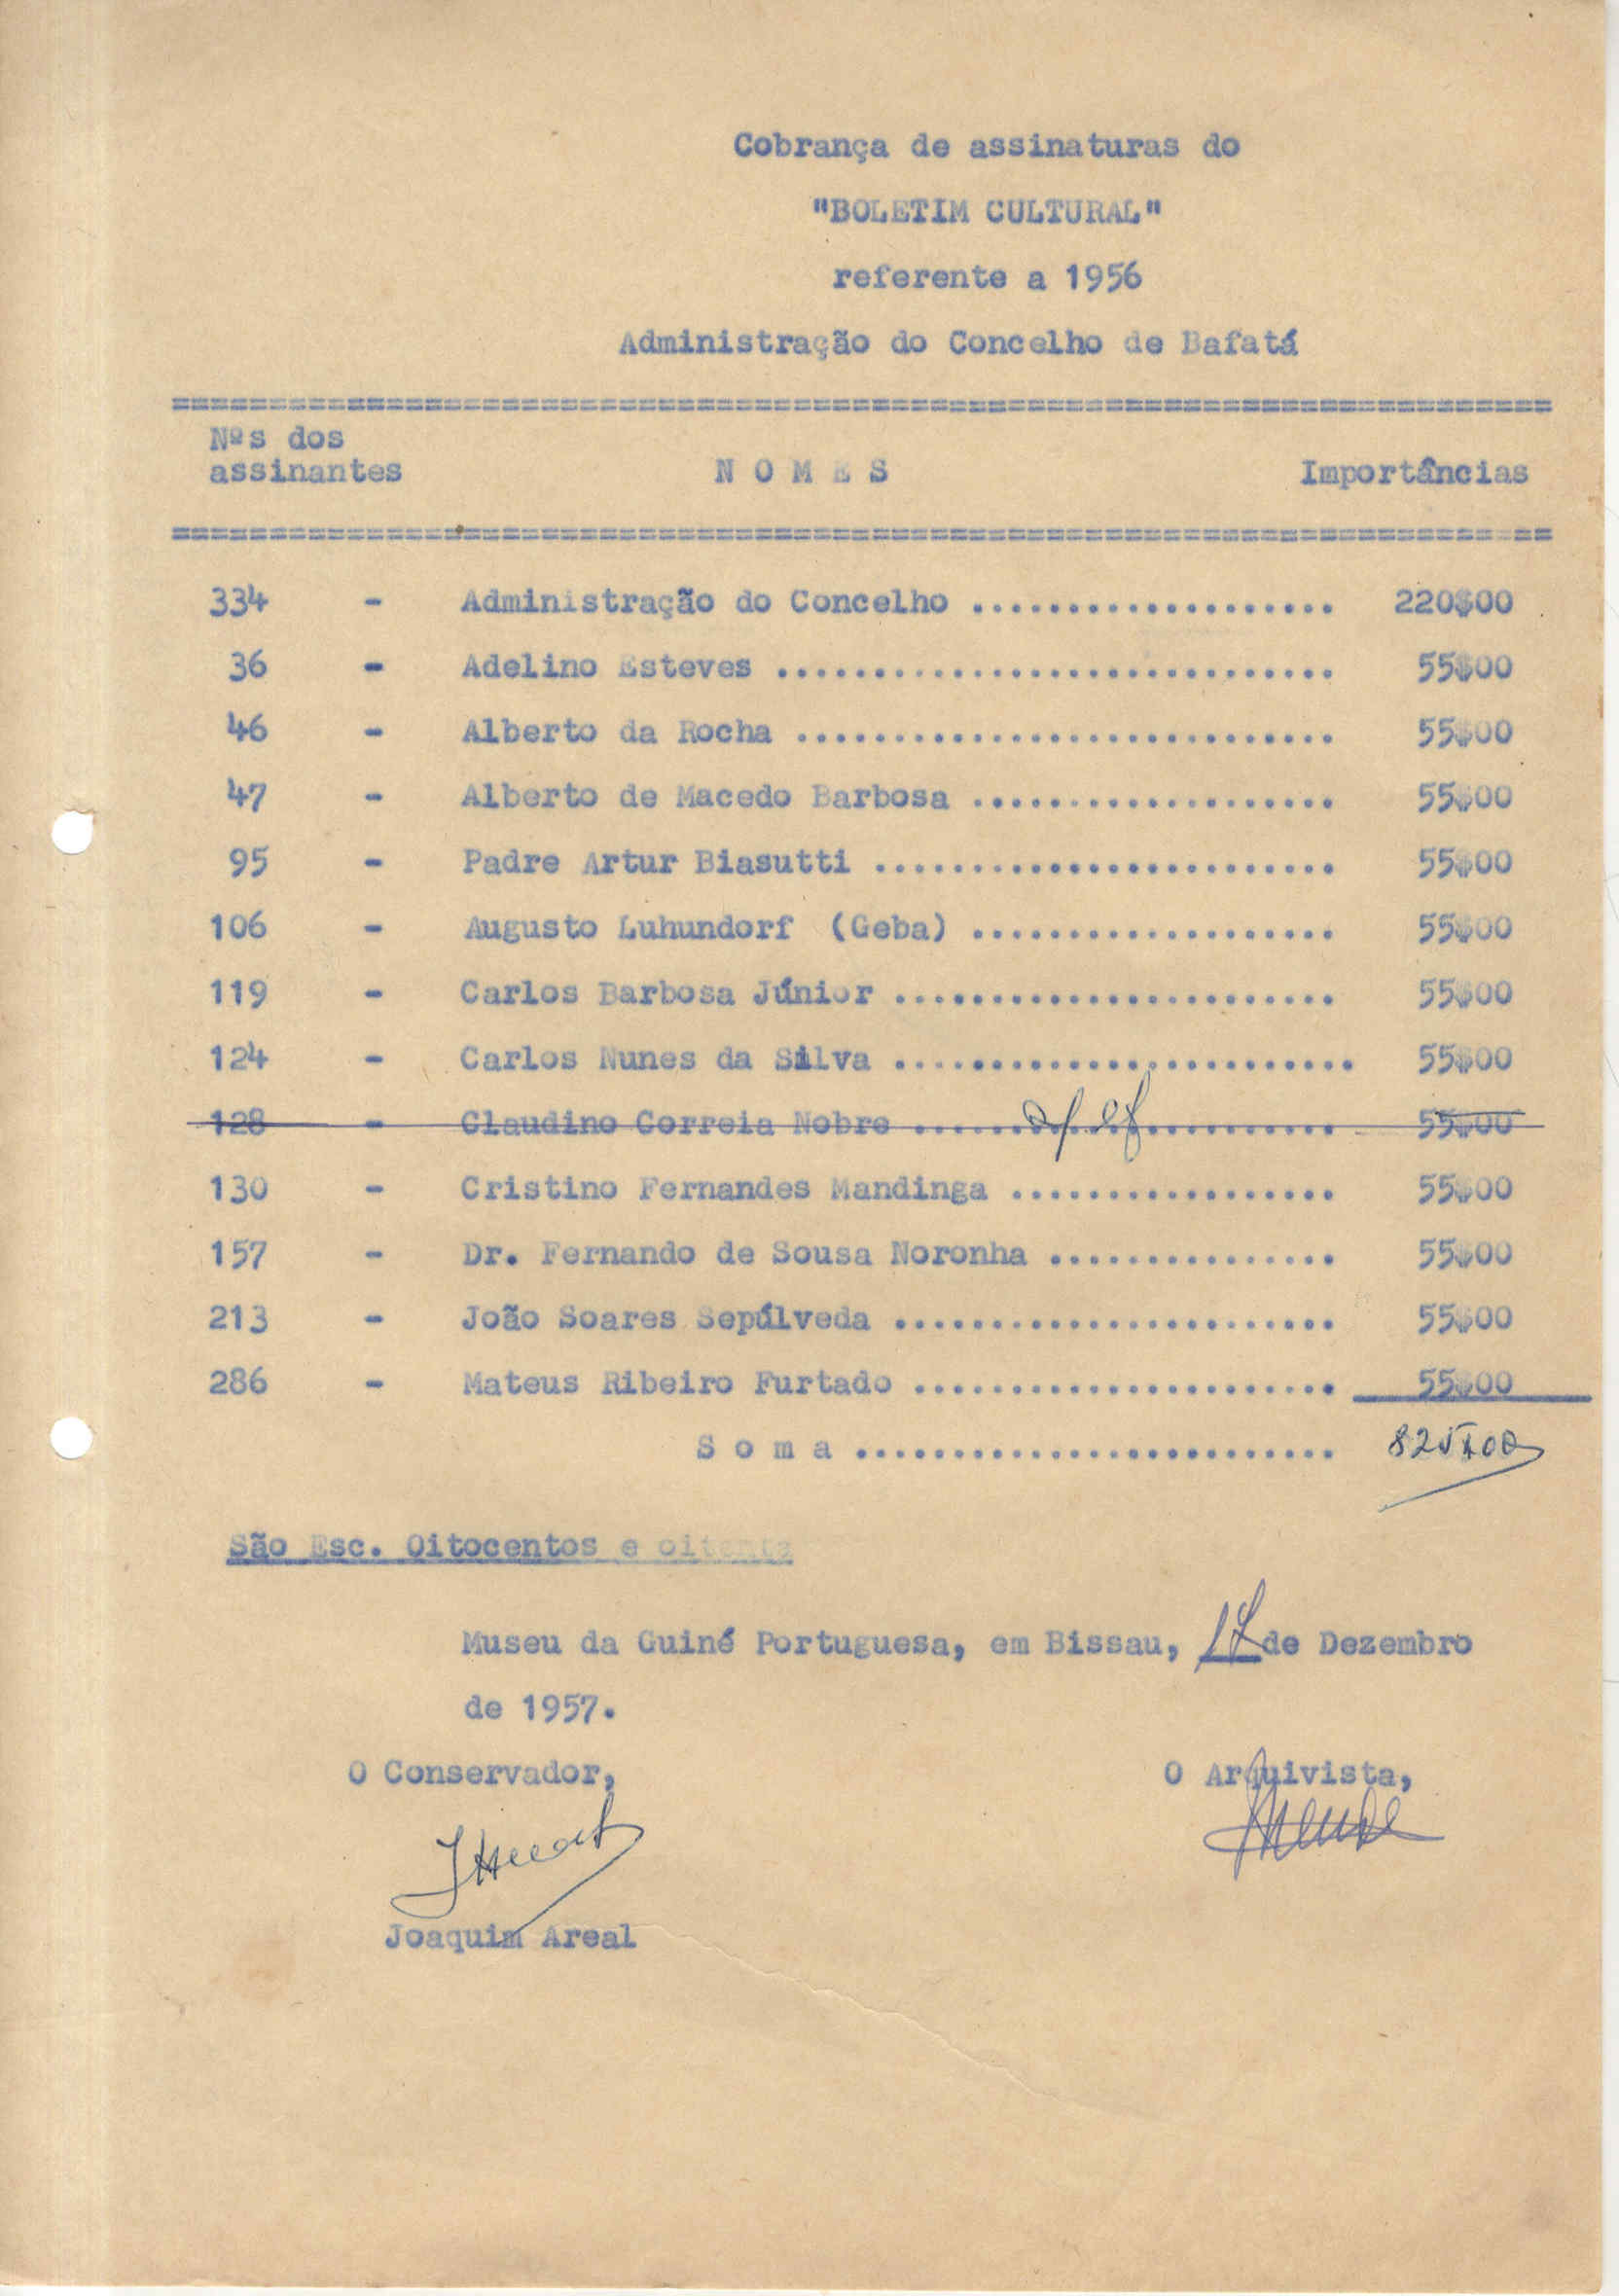 Cobrança de assinaturas do
"BOLETIM CULTURAL"
referente a 1956
Administração do Concelho de Bafatá
Nºs dos
assinantes N O M E S Importâncias
334 - Administração do Concelho ................... 220$00
36 - Adelino Esteves ............................. 55$00
46 - Alberto da Rocha ............................ 55$00
47 - Alberto de Macedo Barbosa ................... 55$00
95 - Padre Artur Biasutti ........................ 55$00
106 - Augusto Luhundorf (Geba) ................... 55$00
119 - Carlos Barbosa Júnior ....................... 55$00
124 - Carlos Nunes da Silva ........................ 55$00
128 - Claudino Correia Nobre ...................... 55$00
130 - Cristino Fernandes Mandinga ................. 55$00
157 - Dr. Fernando de Sousa Noronha ............... 55$00
213 - João Soares Sepúlveda ....................... 55$00
286 - Mateus Ribeiro Furtado ...................... 55$00
S o m a ......................... 825$00
São Esc. Oitocentos e oitenta
Museu da Guiné Portuguesa, em Bissau, de Dezembro
de 1957.
O Conservador, O Arquivista,
Joaquim Areal